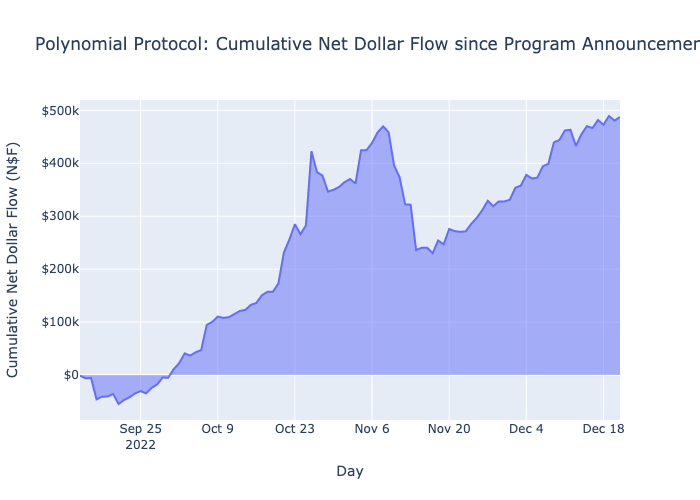 Polynomial Protocol: Cumulative Net Dollar Flow since Program
Cumulative Net Dollar Flow (N$F)
$500k
$400k
$300k
$200k
$100k
$0
Sep 25
2022
Oct 9
Oct 23
Nov 6
Nov 20
Dec 4
Dec 18
Day